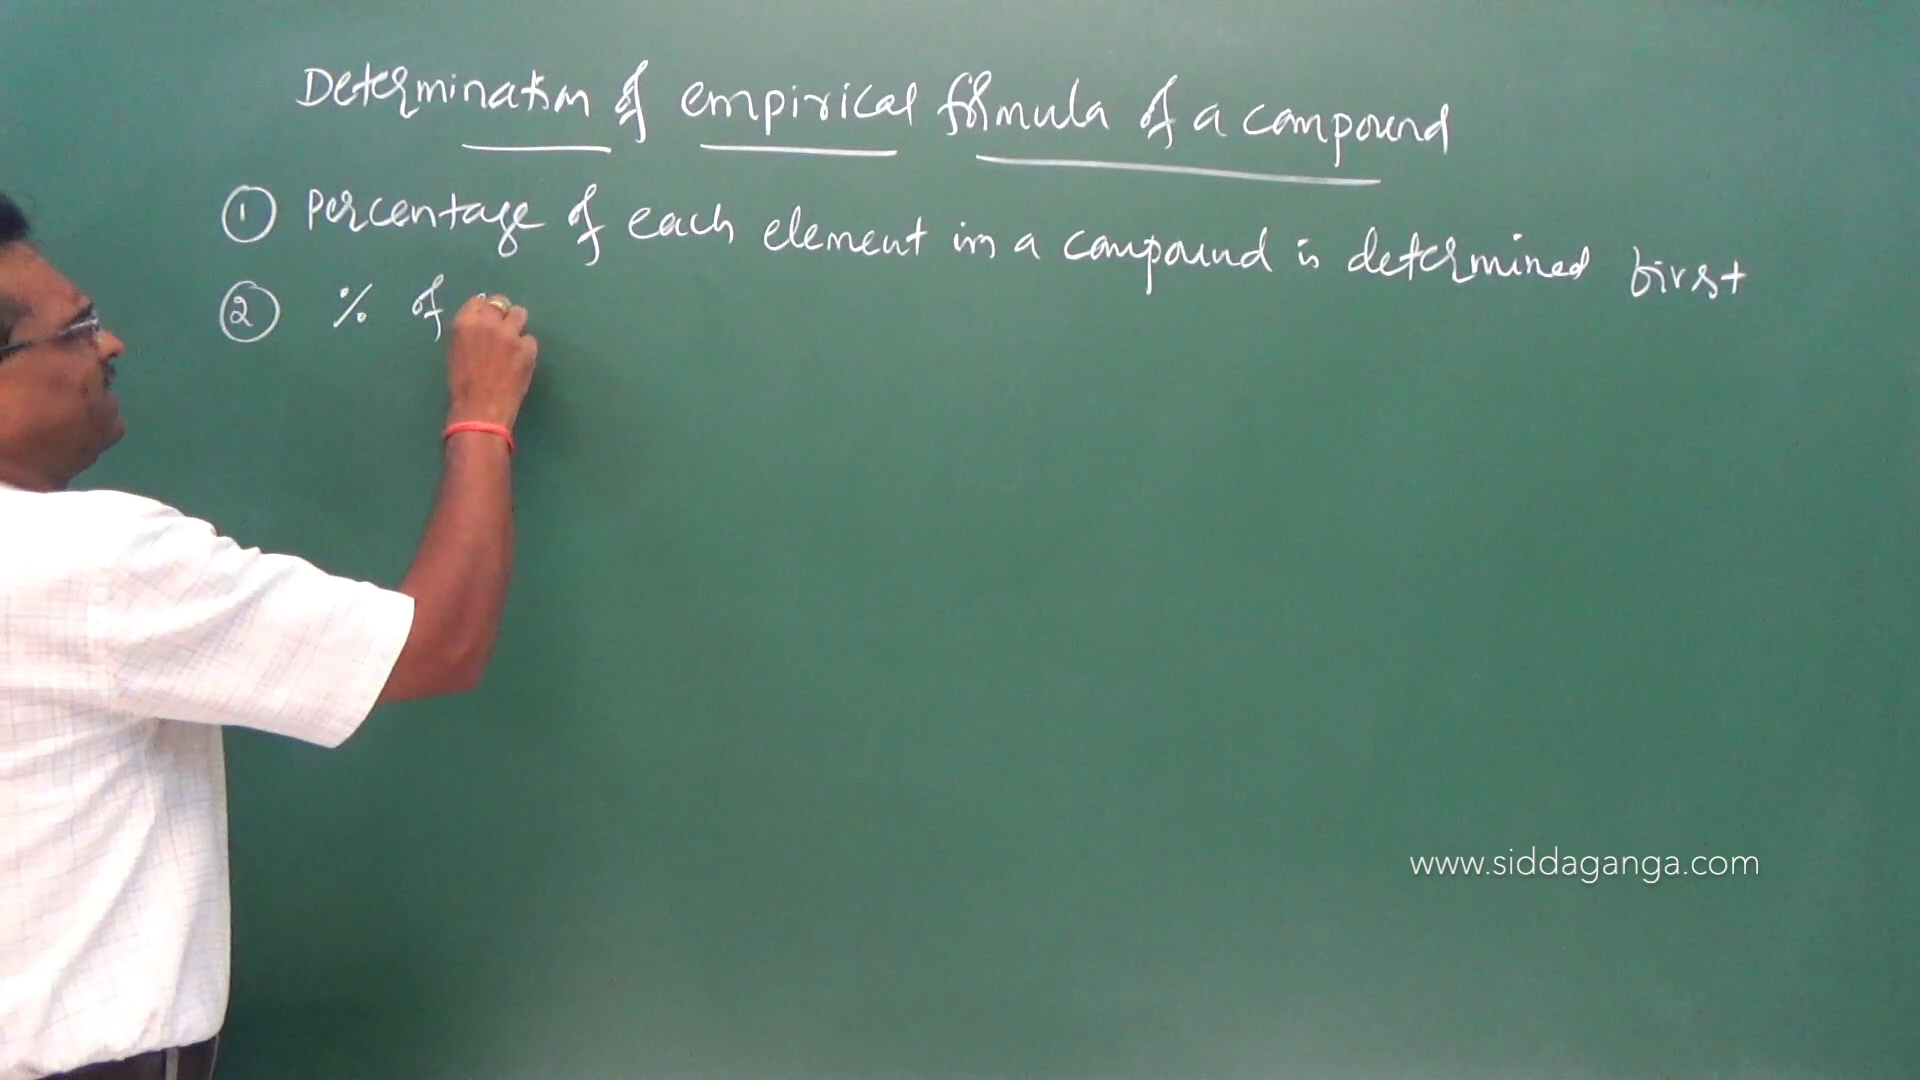 Determination of empirical formula of a compound
① Percentage of each element in a compound is determined first
② % of
www.siddaganga.com